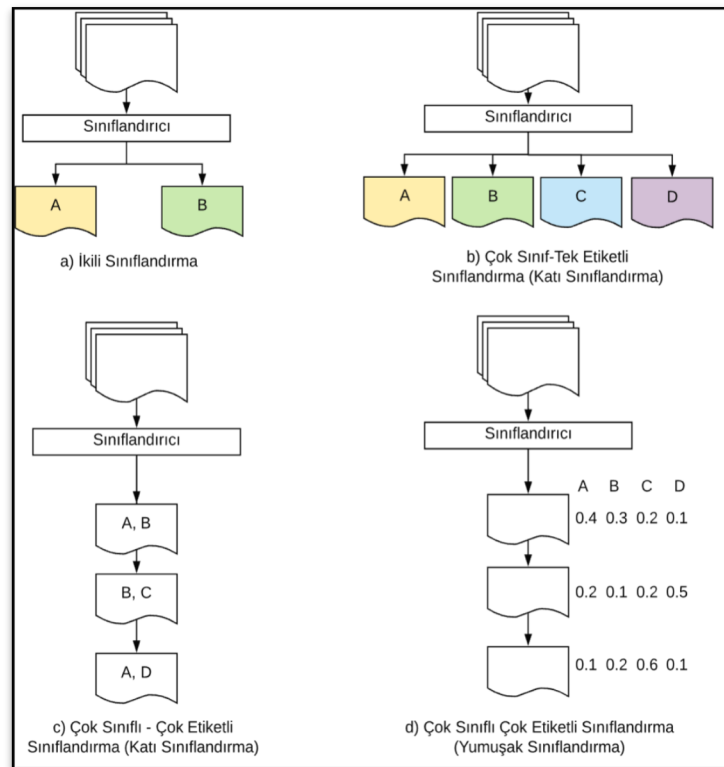 Sınıflandırıcı
A
B
a) İkili Sınıflandırma
Sınıflandırıcı
A
B
C
D
b) Çok Sınıf-Tek Etiketli
Sınıflandırma (Katı Sınıflandırma)
Sınıflandırıcı
A, B
B, C
A, D
c) Çok Sınıflı - Çok Etiketli
Sınıflandırma (Katı Sınıflandırma)
Sınıflandırıcı
A B C D
0.4 0.3 0.2 0.1
0.2 0.1 0.2 0.5
0.1 0.2 0.6 0.1
d) Çok Sınıflı Çok Etiketli Sınıflandırma
(Yumuşak Sınıflandırma)